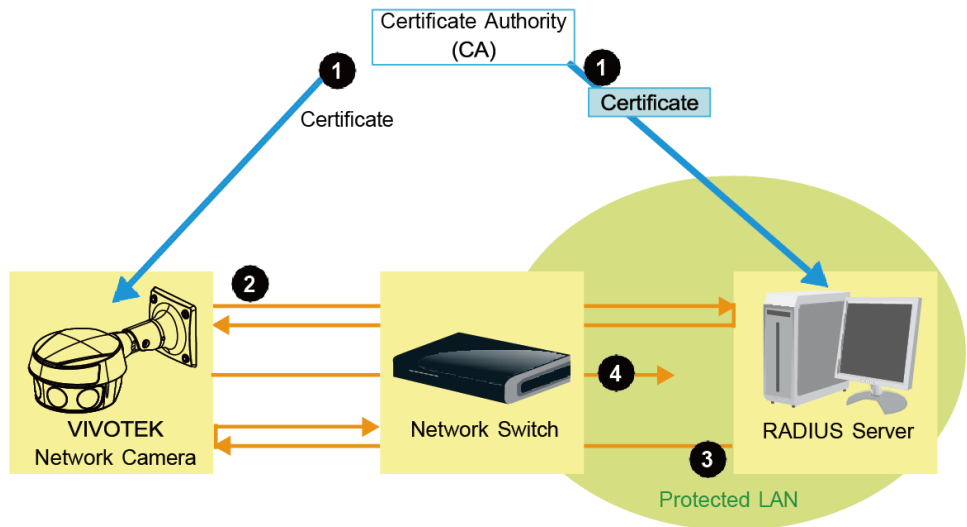 Certificate Authority
(CA)
1
1
Certificate
Certificate
2
4
VIVOTEK
Network Camera
Network Switch
RADIUS Server
3
Protected LAN